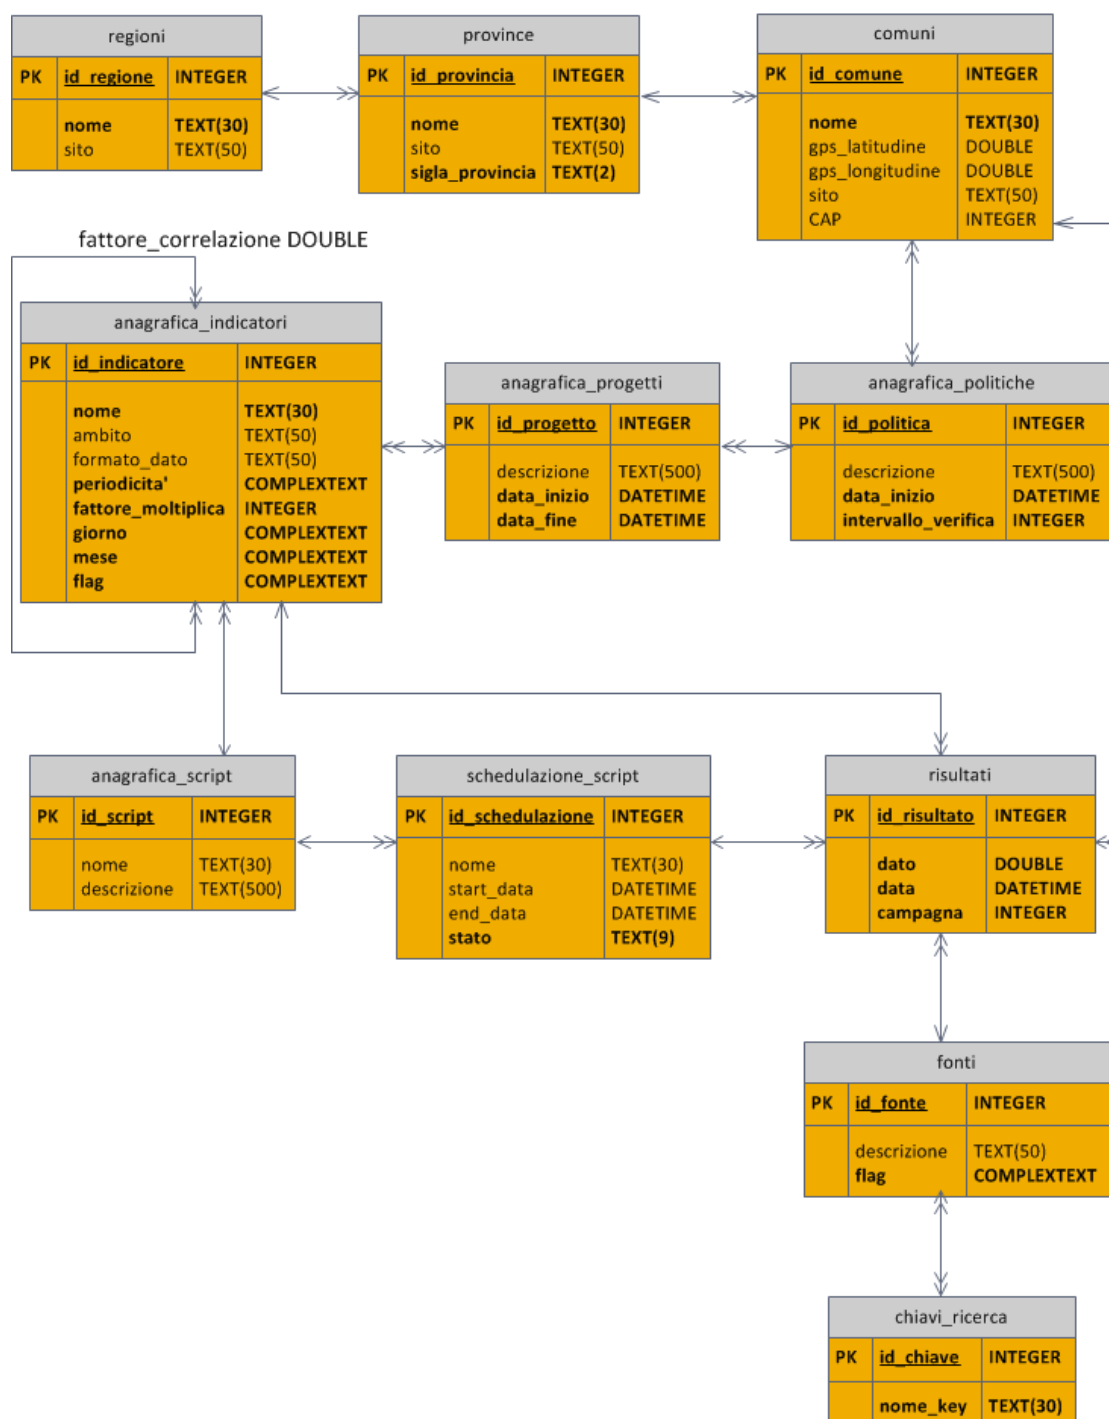 regioni
PK id_regione INTEGER
nome TEXT(30)
sito TEXT(50)
province
PK id_provincia INTEGER
nome TEXT(30)
sito TEXT(50)
sigla_provincia TEXT(2)
comuni
PK id_comune INTEGER
nome TEXT(30)
gps_latitudine DOUBLE
gps_longitudine DOUBLE
sito TEXT(50)
CAP INTEGER
fattore_correlazione DOUBLE
anagrafica_indicatori
PK id_indicatore INTEGER
nome TEXT(30)
ambito TEXT(50)
formato_dato TEXT(50)
periodicita' COMPLEXTEXT
fattore_moltiplica INTEGER
giorno COMPLEXTEXT
mese COMPLEXTEXT
flag COMPLEXTEXT
anagrafica_progetti
PK id_progetto INTEGER
descrizione TEXT(500)
data_inizio DATETIME
data_fine DATETIME
anagrafica_politiche
PK id_politica INTEGER
descrizione TEXT(500)
data_inizio DATETIME
intervallo_verifica INTEGER
anagrafica_script
PK id_script INTEGER
nome TEXT(30)
descrizione TEXT(500)
schedulazione_script
PK id_schedulazione INTEGER
nome TEXT(30)
start_data DATETIME
end_data DATETIME
stato TEXT(9)
risultati
PK id_risultato INTEGER
dato DOUBLE
data DATETIME
campagna INTEGER
fonti
PK id_fonte INTEGER
descrizione TEXT(50)
flag COMPLEXTEXT
chiavi_ricerca
PK id_chiave INTEGER
nome_key TEXT(30)